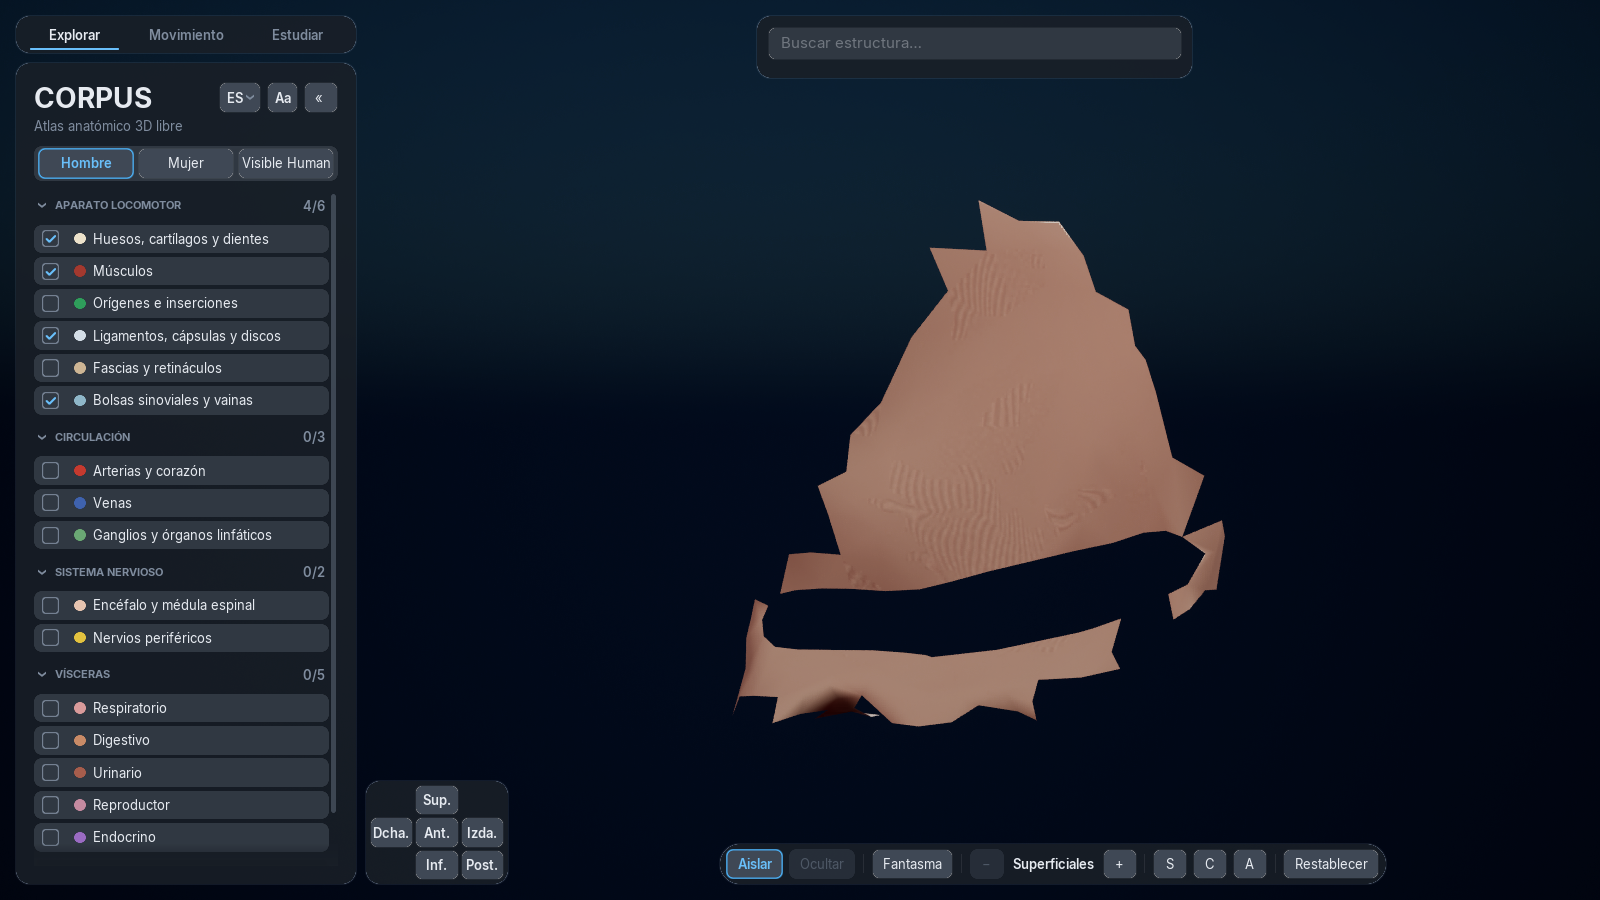 Explorar Movimiento Estudiar
Buscar estructura...
CORPUS ES Aa «
Atlas anatómico 3D libre
Hombre Mujer Visible Human
APARATO LOCOMOTOR 4/6
Huesos, cartílagos y dientes
Músculos
Orígenes e inserciones
Ligamentos, cápsulas y discos
Fascias y retináculos
Bolsas sinoviales y vainas
CIRCULACIÓN 0/3
Arterias y corazón
Venas
Ganglios y órganos linfáticos
SISTEMA NERVIOSO 0/2
Encéfalo y médula espinal
Nervios periféricos
VÍSCERAS 0/5
Respiratorio
Digestivo
Urinario
Reproductor
Endocrino
Sup.
Dcha. Ant. Izda.
Inf. Post.
Aislar Ocultar Fantasma − Superficiales + S C A Restablecer